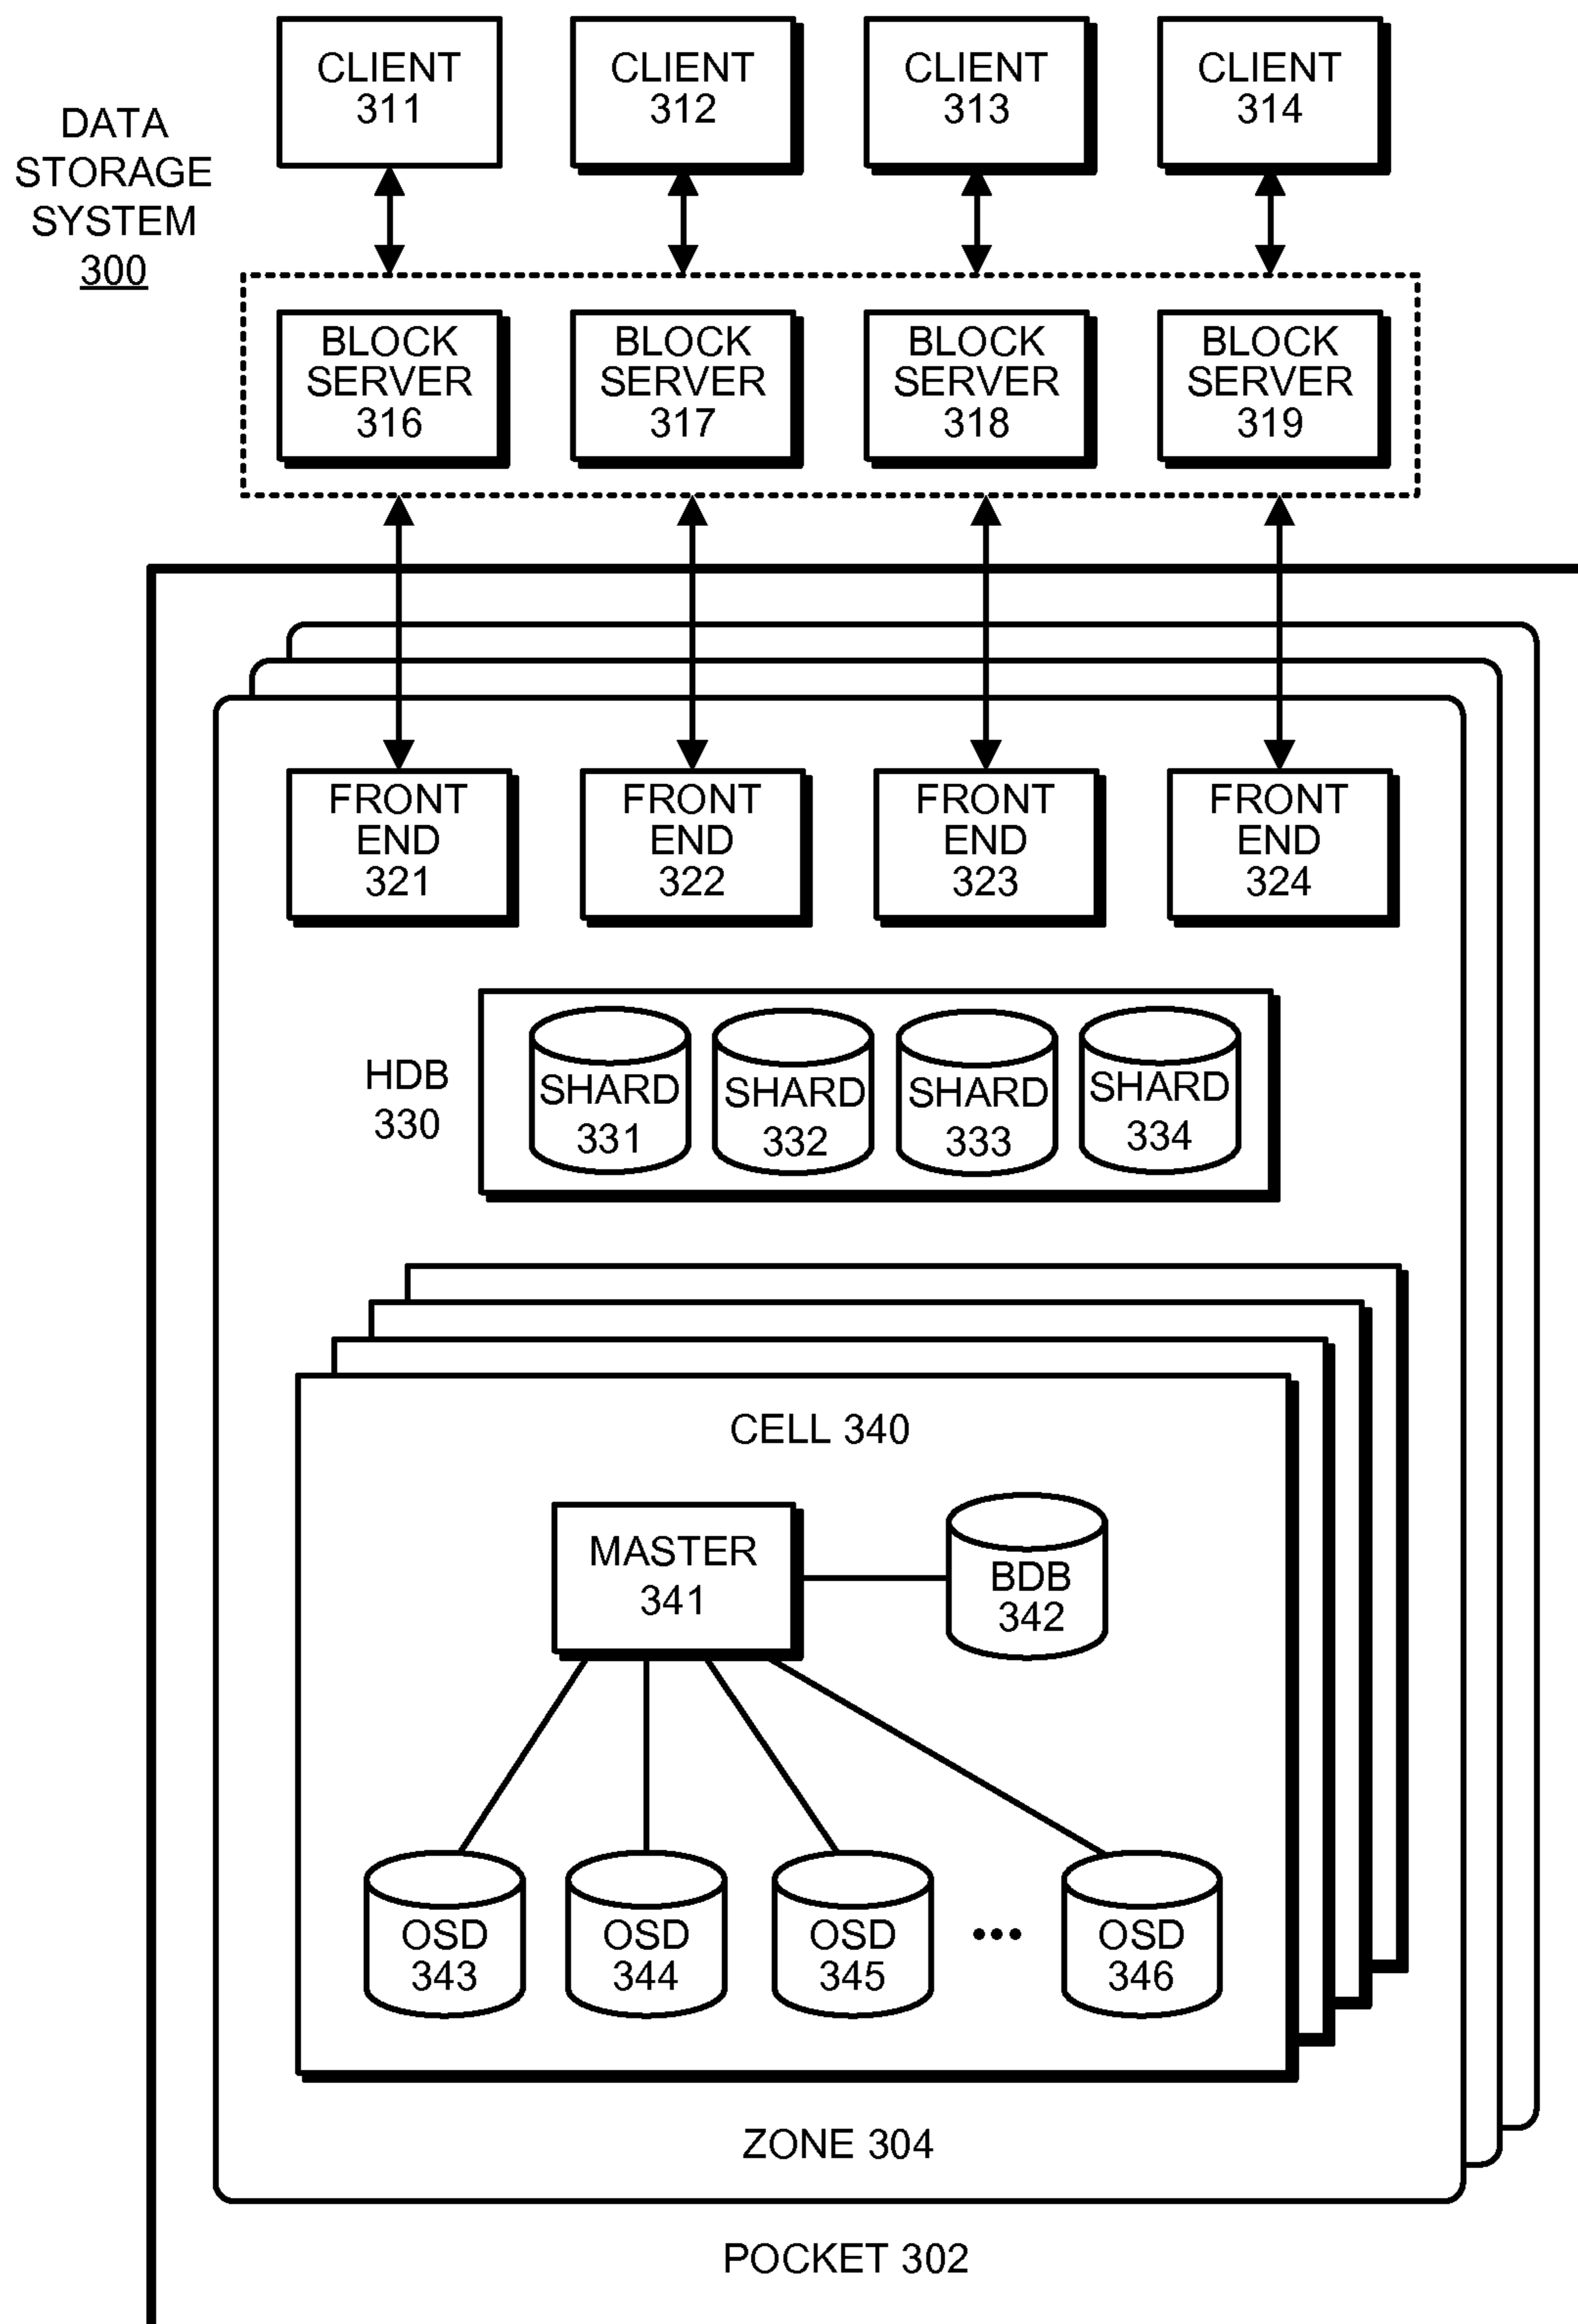 DATA
STORAGE
SYSTEM
300
CLIENT
311
CLIENT
312
CLIENT
313
CLIENT
314
BLOCK
SERVER
316
BLOCK
SERVER
317
BLOCK
SERVER
318
BLOCK
SERVER
319
FRONT
END
321
FRONT
END
322
FRONT
END
323
FRONT
END
324
HDB
330
SHARD
331
SHARD
332
SHARD
333
SHARD
334
CELL 340
MASTER
341
BDB
342
OSD
343
OSD
344
OSD
345
•••
OSD
346
ZONE 304
POCKET 302